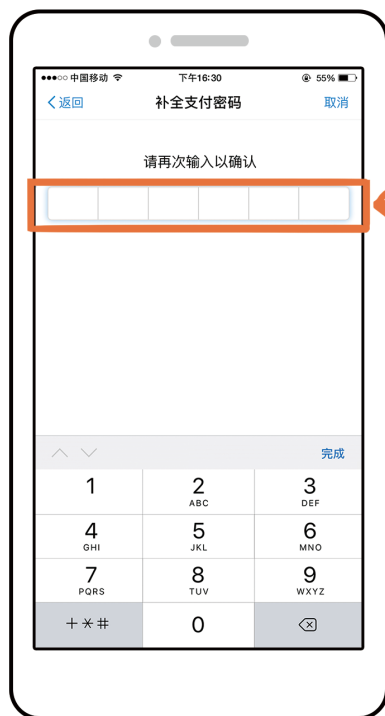 中国移动 下午16:30 55%
返回 补全支付密码 取消
请再次输入以确认
完成
1 2 3
ABC DEF
4 5 6
GHI JKL MNO
7 8 9
PQRS TUV WXYZ
+*# 0